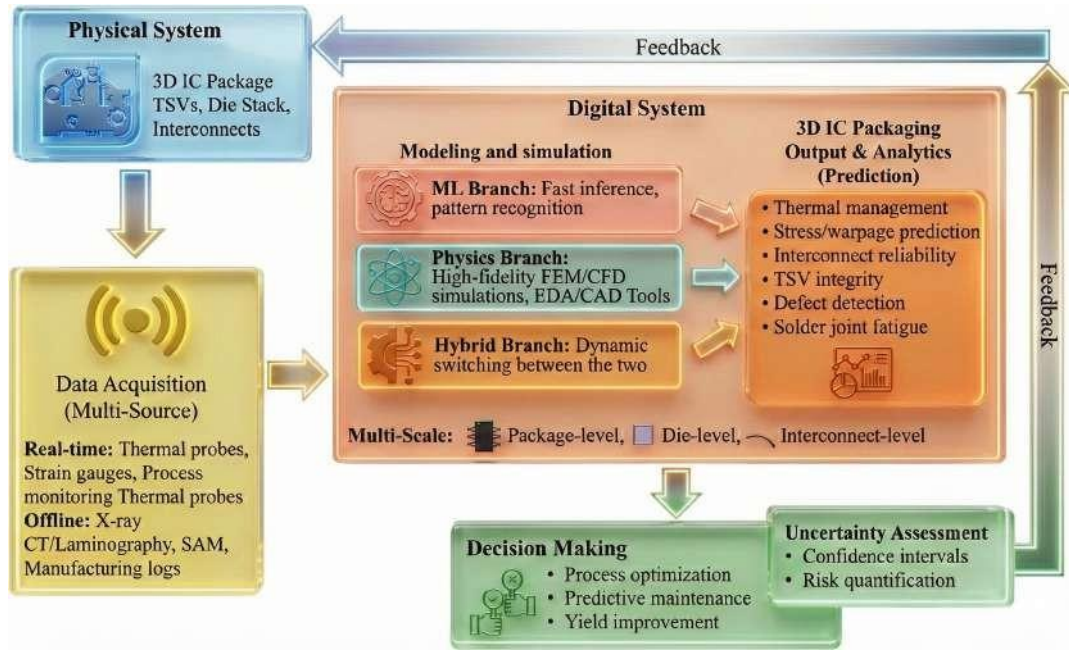 Physical System
3D IC Package
TSVs, Die Stack,
Interconnects
Feedback
Data Acquisition
(Multi-Source)
Real-time: Thermal probes,
Strain gauges, Process
monitoring Thermal probes
Offline: X-ray
CT/Laminography, SAM,
Manufacturing logs
Digital System
Modeling and simulation
ML Branch: Fast inference,
pattern recognition
Physics Branch:
High-fidelity FEM/CFD
simulations, EDA/CAD Tools
Hybrid Branch: Dynamic
switching between the two
3D IC Packaging
Output & Analytics
(Prediction)
• Thermal management
• Stress/warpage prediction
• Interconnect reliability
• TSV integrity
• Defect detection
• Solder joint fatigue
Multi-Scale: Package-level, Die-level, Interconnect-level
Decision Making
• Process optimization
• Predictive maintenance
• Yield improvement
Uncertainty Assessment
• Confidence intervals
• Risk quantification
Feedback